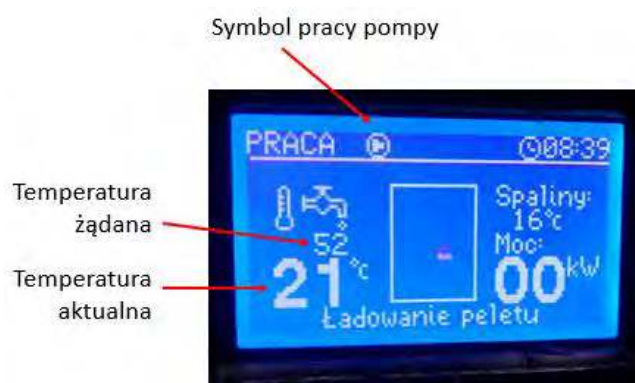 Symbol pracy pompy
PRACA 08:39
Temperatura
żądana
Temperatura
aktualna
52°
21°C
Spaliny:
16°C
Moc:
00kW
Ładowanie peletu